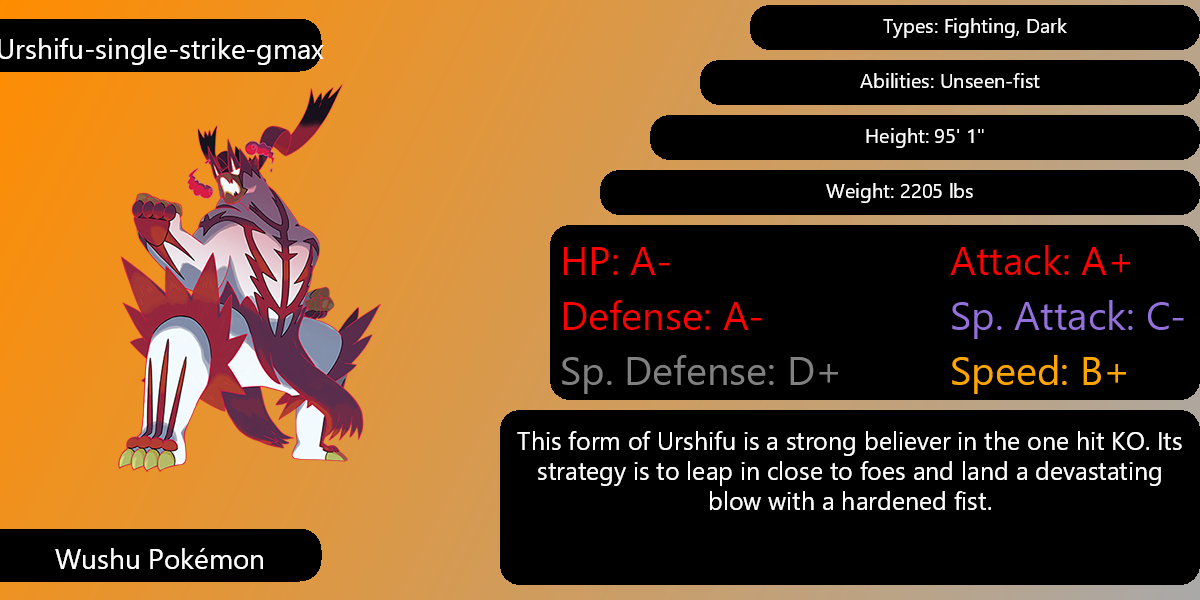 Urshifu-single-strike-gmax
Types: Fighting, Dark
Abilities: Unseen-fist
Height: 95' 1"
Weight: 2205 lbs
HP: A-
Attack: A+
Defense: A-
Sp. Attack: C-
Sp. Defense: D+
Speed: B+
This form of Urshifu is a strong believer in the one hit KO. Its
strategy is to leap in close to foes and land a devastating
blow with a hardened fist.
Wushu Pokémon